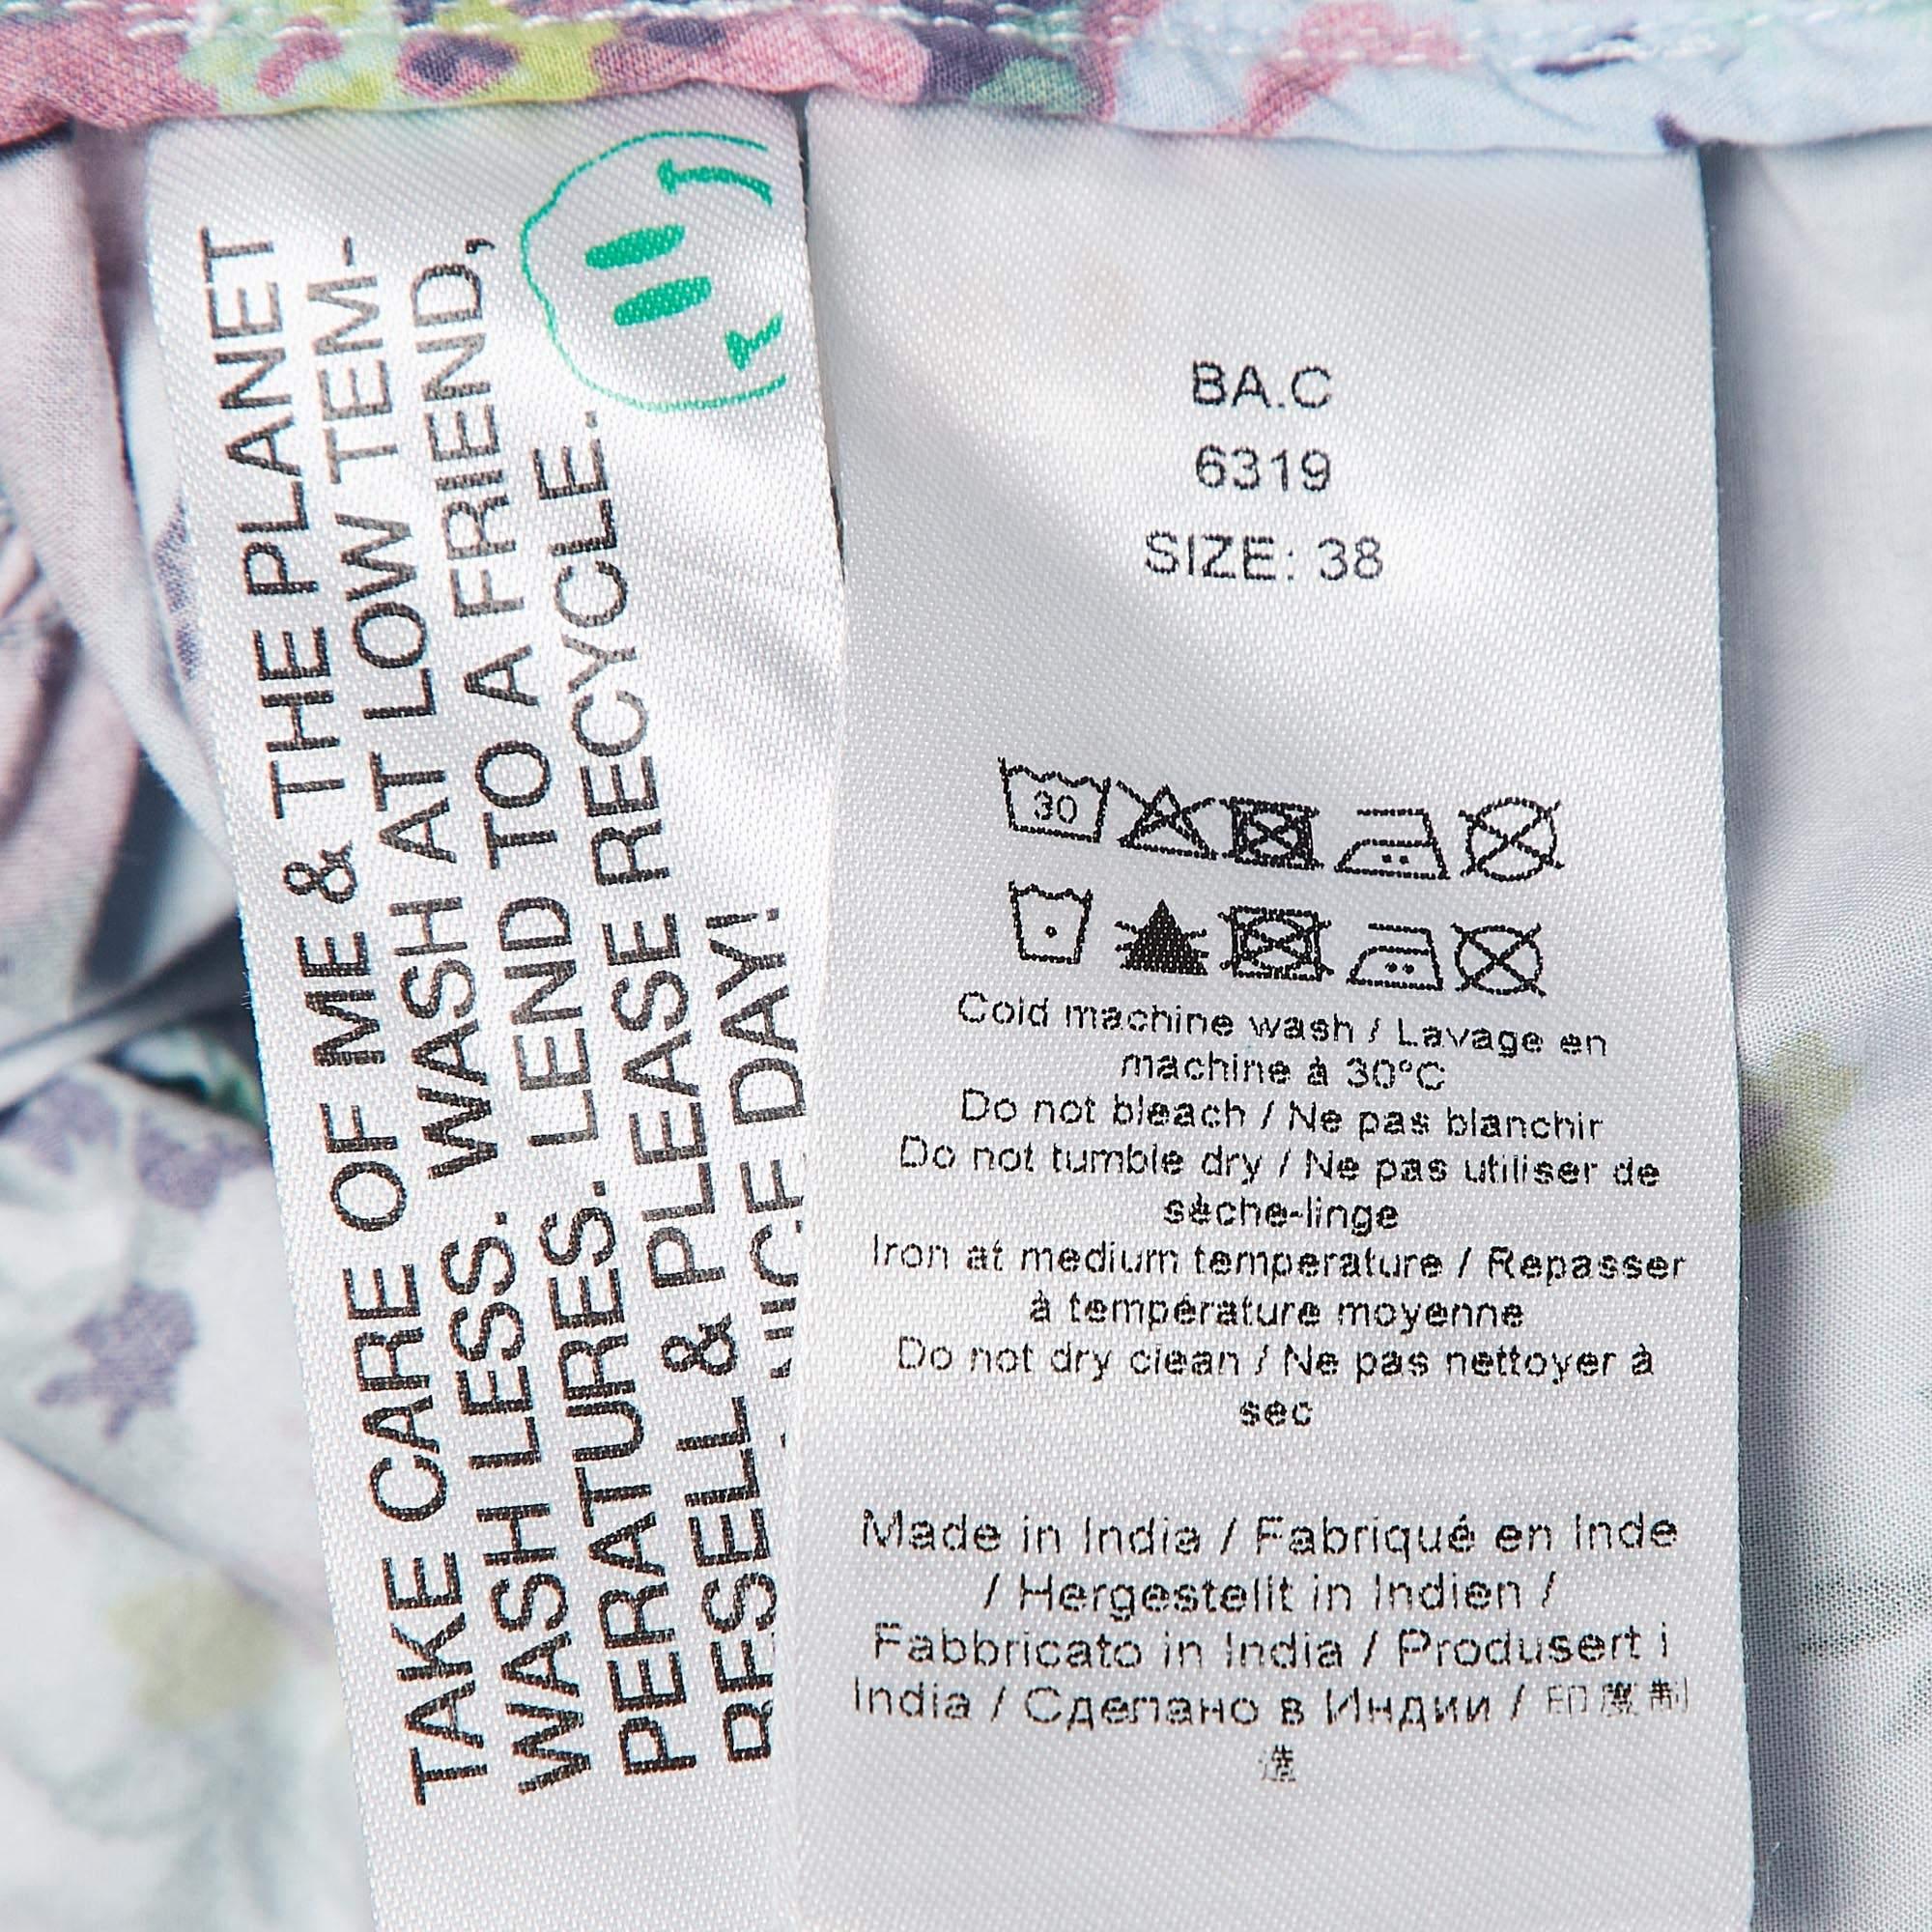 TAKE CARE OF ME & THE PLANET
WASH LESS. WASH AT LOW TEM-
PERATURES. LEND TO A FRIEND,
RESELL & PLEASE RECYCLE.
NICE DAY!
BA.C
6319
SIZE: 38
30
Cold machine wash / Lavage en
machine à 30°C
Do not bleach / Ne pas blanchir
Do not tumble dry / Ne pas utiliser de
sèche-linge
Iron at medium temperature / Repasser
à température moyenne
Do not dry clean / Ne pas nettoyer à
sec
Made in India / Fabriqué en Inde
/ Hergestellt in Indien /
Fabbricato in India / Produsert i
India / Сделано в Индии / 印度制
造